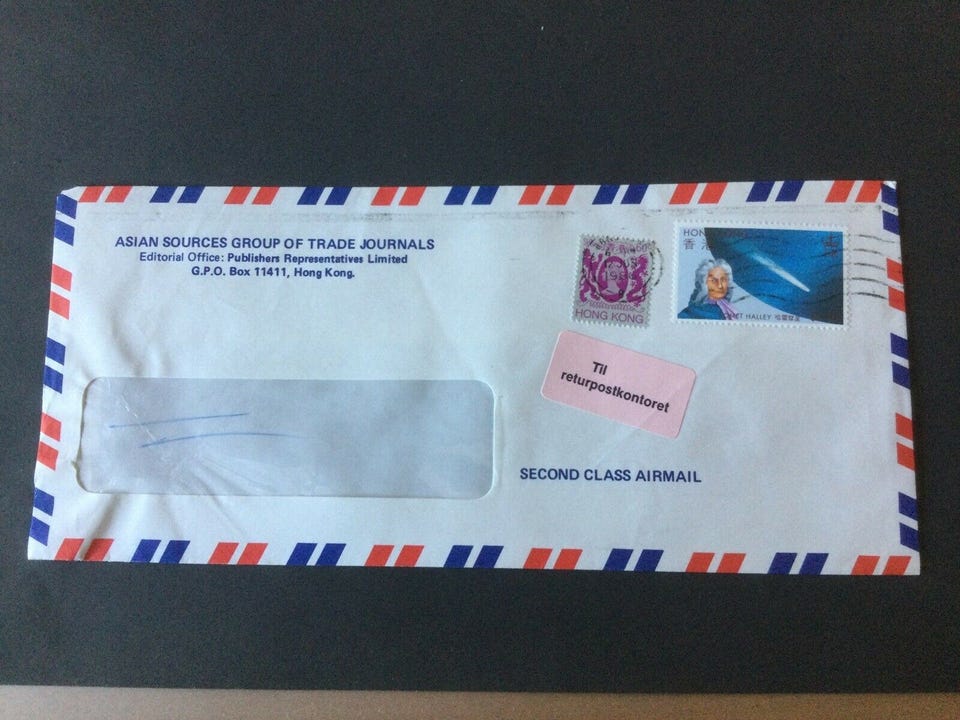 ASIAN SOURCES GROUP OF TRADE JOURNALS
Editorial Office: Publishers Representatives Limited
G.P.O. Box 11411, Hong Kong.
HONG KONG
HON
香港
HALLEY
Til
returpostkontoret
SECOND CLASS AIRMAIL